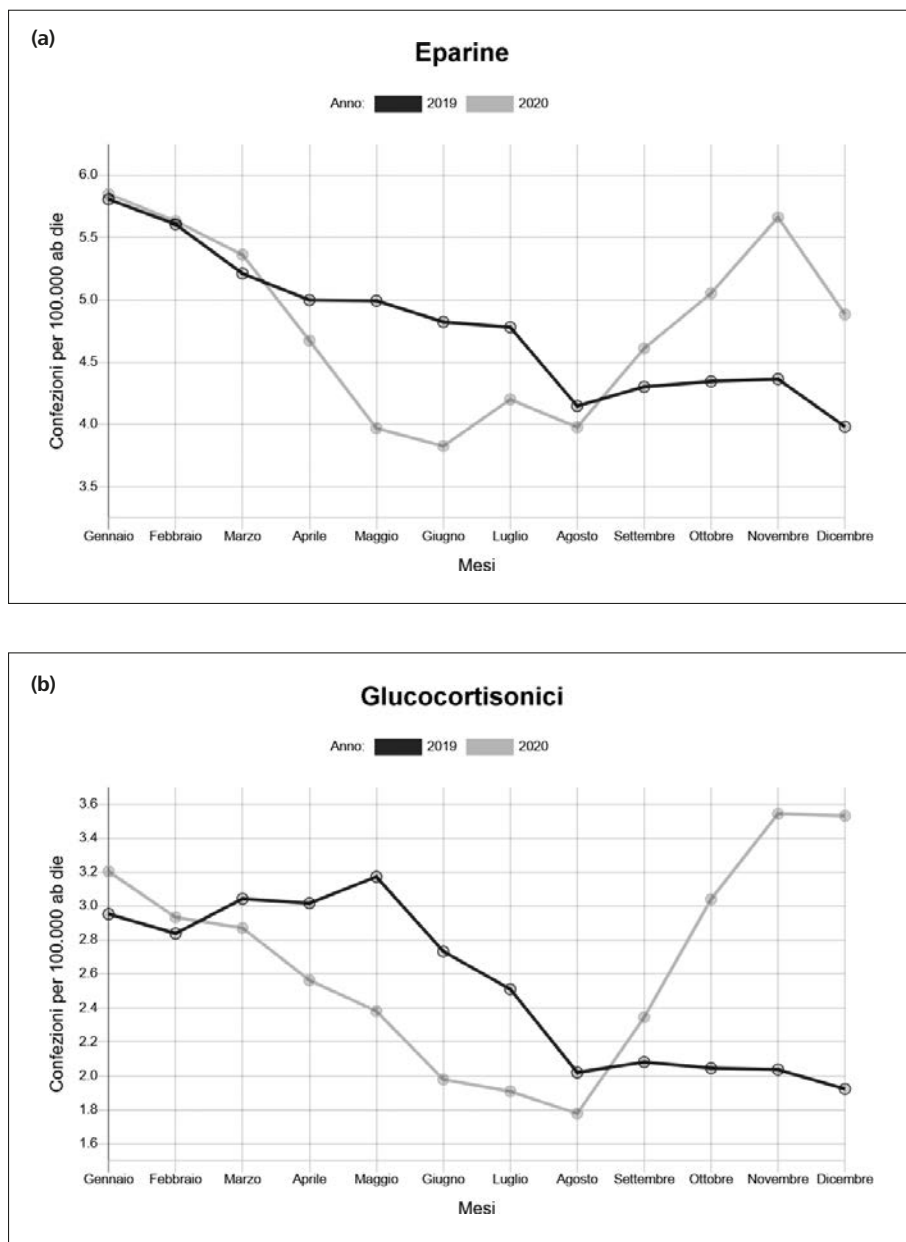 (a)
Eparine
Anno: 2019 2020
Confezioni per 100.000 ab die
6.0
5.5
5.0
4.5
4.0
3.5
Gennaio Febbraio Marzo Aprile Maggio Giugno Luglio Agosto Settembre Ottobre Novembre Dicembre
Mesi
(b)
Glucocortisonici
Anno: 2019 2020
Confezioni per 100.000 ab die
3.6
3.2
3.0
2.8
2.6
2.4
2.2
2.0
1.8
1.6
Gennaio Febbraio Marzo Aprile Maggio Giugno Luglio Agosto Settembre Ottobre Novembre Dicembre
Mesi